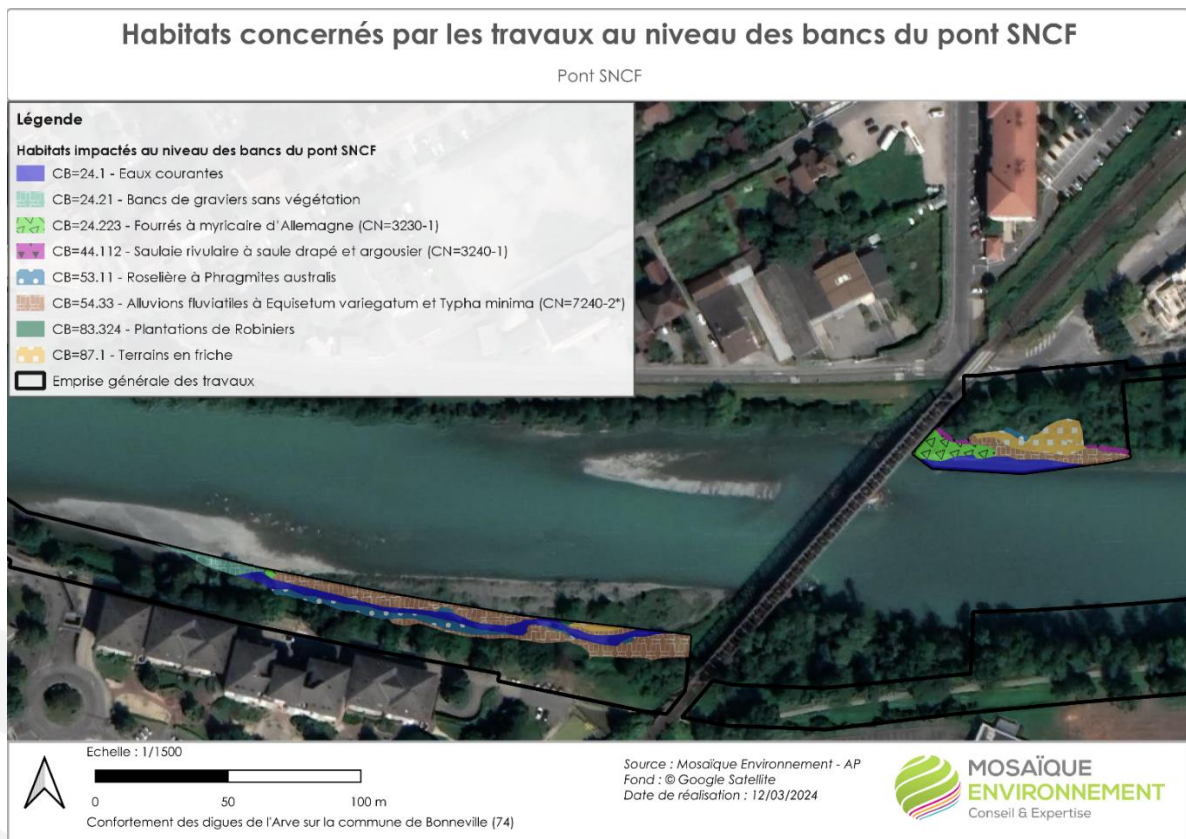 Habitats concernés par les travaux au niveau des bancs du pont SNCF
Pont SNCF
Légende
Habitats impactés au niveau des bancs du pont SNCF
CB=24.1 - Eaux courantes
CB=24.21 - Bancs de graviers sans végétation
CB=24.223 - Fourrés à myricaire d'Allemagne (CN=3230-1)
CB=44.112 - Saulaie rivulaire à saule drapé et argousier (CN=3240-1)
CB=53.11 - Roselière à Phragmites australis
CB=54.33 - Alluvions fluviatiles à Equisetum variegatum et Typha minima (CN=7240-2*)
CB=83.324 - Plantations de Robiniers
CB=87.1 - Terrains en friche
Emprise générale des travaux
Echelle : 1/1500
0 50 100 m
Confortement des digues de l'Arve sur la commune de Bonneville (74)
Source : Mosaïque Environnement - AP
Fond : © Google Satellite
Date de réalisation : 12/03/2024
MOSAÏQUE
ENVIRONNEMENT
Conseil & Expertise